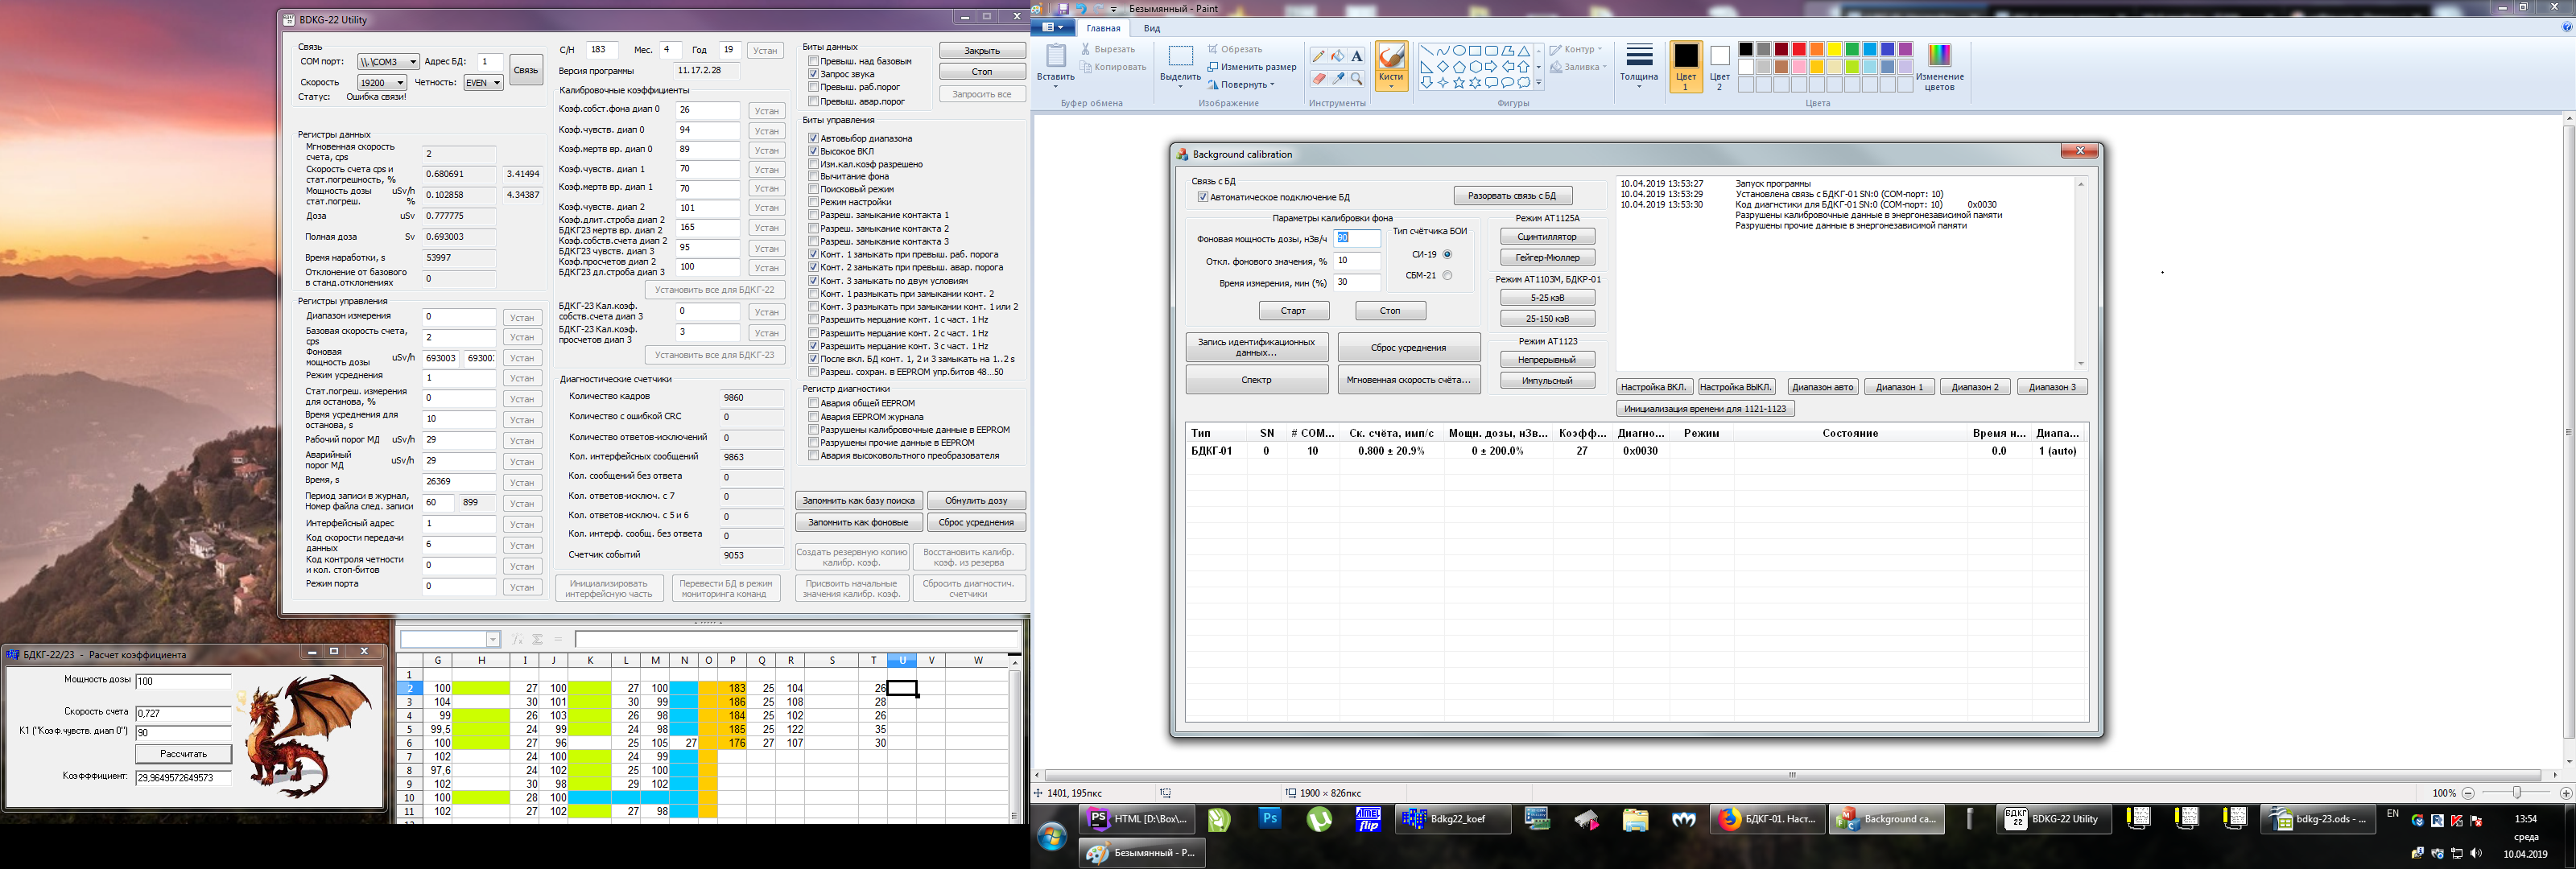 BDKG-22 Utility
Связь
COM порт:
\\.\COM3
Адрес БД:
1
Связь
Скорость
19200
Четность:
EVEN
Статус:
Ошибка связи!
Регистры данных
Мгновенная скорость счета, cps
2
Скорость счета cps и стат.погрешность, %
0.680691
3.41494
Мощность дозы uSv/h стат.погреш. %
0.102858
4.34387
Доза uSv
0.777775
Полная доза Sv
0.693003
Время наработки, s
53997
Отклонение от базового в станд.отклонениях
0
Регистры управления
Диапазон измерения
0
Устан
Базовая скорость счета, cps
2
Устан
Фоновая мощность дозы uSv/h
693003
Устан
Режим усреднения
1
Устан
Стат.погреш. измерения для останова, %
0
Устан
Время усреднения для останова, s
10
Устан
Рабочий порог МД uSv/h
29
Устан
Аварийный порог МД uSv/h
29
Устан
Время, s
26369
Устан
Период записи в журнал, Номер файла след. записи
60
899
Устан
Интерфейсный адрес
1
Устан
Код скорости передачи данных
6
Устан
Код контроля четности и кол. стоп-битов
0
Устан
Режим порта
0
Устан
С/Н
183
Мес.
4
Год
19
Устан
Версия программы
11.17.2.28
Калибровочные коэффициенты
Коэф.собст.фона диап 0
26
Устан
Коэф.чувств. диап 0
94
Устан
Коэф.мертв вр. диап 0
89
Устан
Коэф.чувств. диап 1
70
Устан
Коэф.мертв вр. диап 1
70
Устан
Коэф.чувств. диап 2
101
Устан
Коэф.длит.строба диап 2
БДКГ23 мертв вр. диап 2
165
Устан
Коэф.собств.счета диап 2
БДКГ23 чувств. диап 3
95
Устан
Коэф.просчетов диап 2
БДКГ23 дл.строба диап 3
100
Устан
Установить все для БДКГ-22
БДКГ-23 Кал.коэф. собств.счета диап 3
0
Устан
БДКГ-23 Кал.коэф. просчетов диап 3
3
Устан
Установить все для БДКГ-23
Диагностические счетчики
Количество кадров
9860
Количество с ошибкой CRC
0
Количество ответов-исключений
0
Кол. интерфейсных сообщений
9863
Кол. сообщений без ответа
0
Кол. ответов-исключ. с 7
0
Кол. ответов-исключ. с 5 и 6
0
Кол. интерф. сообщ. без ответа
0
Счетчик событий
9053
Инициализировать интерфейсную часть
Перевести БД в режим мониторинга команд
Биты данных
Превыш. над базовым
Запрос звука
Превыш. раб.порог
Превыш. авар.порог
Закрыть
Стоп
Запросить все
Биты управления
Автовыбор диапазона
Высокое ВКЛ
Изм.кал.коэф разрешено
Вычитание фона
Поисковый режим
Режим настройки
Разреш. замыкание контакта 1
Разреш. замыкание контакта 2
Разреш. замыкание контакта 3
Конт. 1 замыкать при превыш. раб. порога
Конт. 2 замыкать при превыш. авар. порога
Конт. 3 замыкать по двум условиям
Конт. 1 размыкать при замыкании конт. 2
Конт. 3 размыкать при замыкании конт. 1 или 2
Разрешить мерцание конт. 1 с част. 1 Hz
Разрешить мерцание конт. 2 с част. 1 Hz
Разрешить мерцание конт. 3 с част. 1 Hz
После вкл. БД конт. 1, 2 и 3 замыкать на 1..2 s
Разреш. сохран. в EEPROM упр.битов 48...50
Регистр диагностики
Авария общей EEPROM
Авария EEPROM журнала
Разрушены калибровочные данные в EEPROM
Разрушены прочие данные в EEPROM
Авария высоковольтного преобразователя
Запомнить как базу поиска
Обнулить дозу
Запомнить как фоновые
Сброс усреднения
Создать резервную копию калибр. коэф.
Восстановить калибр. коэф. из резерва
Присвоить начальные значения калибр. коэф.
Сбросить диагностич. счетчики
БДКГ-22/23 - Расчет коэффициента
Мощность дозы
100
Скорость счета
0,727
К1 ("Коэф.чувств. диап 0")
90
Рассчитать
Коэффициент:
29,9649572649573
G H I J K L M N O P Q R S T U V W
1
2 100 27 100 27 100 183 25 104 26
3 104 30 101 30 99 186 25 108 28
4 99 26 103 26 98 184 25 102 26
5 99,5 24 99 24 98 185 25 122 35
6 100 27 96 25 105 27 176 27 107 30
7 102 24 100 24 99
8 97,6 24 102 25 100
9 102 30 98 29 102
10 100 28 100
11 102 27 102 27 98
Безымянный - Paint
Главная
Вид
Вставить
Вырезать
Копировать
Буфер обмена
Выделить
Обрезать
Изменить размер
Повернуть
Изображение
Инструменты
Кисти
Контур
Заливка
Фигуры
Толщина
Цвет 1
Цвет 2
Изменение цветов
Цвета
Background calibration
Связь с БД
Автоматическое подключение БД
Разорвать связь с БД
Параметры калибровки фона
Фоновая мощность дозы, нЗв/ч
90
Откл. фонового значения, %
10
Время измерения, мин (%)
30
Тип счётчика БОИ
СИ-19
СБМ-21
Старт
Стоп
Запись идентификационных данных...
Сброс усреднения
Спектр
Мгновенная скорость счёта...
Режим АТ1125А
Сцинтиллятор
Гейгер-Мюллер
Режим АТ1103М, БДКР-01
5-25 кэВ
25-150 кэВ
Режим АТ1123
Непрерывный
Импульсный
10.04.2019 13:53:27 Запуск программы
10.04.2019 13:53:29 Установлена связь с БДКГ-01 SN:0 (COM-порт: 10)
10.04.2019 13:53:30 Код диагнстики для БДКГ-01 SN:0 (COM-порт: 10) 0x0030
Разрушены калибровочные данные в энергонезависимой памяти
Разрушены прочие данные в энергонезависимой паняти
Настройка ВКЛ.
Настройка ВЫКЛ.
Диапазон авто
Диапазон 1
Диапазон 2
Диапазон 3
Инициализация времени для 1121-1123
Тип SN # COM... Ск. счёта, имп/с Мощн. дозы, нЗв... Коэфф... Диагно... Режим Состояние Время н... Диапа...
БДКГ-01 0 10 0.800 ± 20.9% 0 ± 200.0% 27 0x0030 0.0 1 (auto)
1401, 195пкс
1900 × 826пкс
100%
HTML [D:\Box\...
Bdkg22_koef
БДКГ-01. Наст...
Background ca...
BDKG-22 Utility
bdkg-23.ods - ...
EN
13:54
среда
10.04.2019
Безымянный - P...